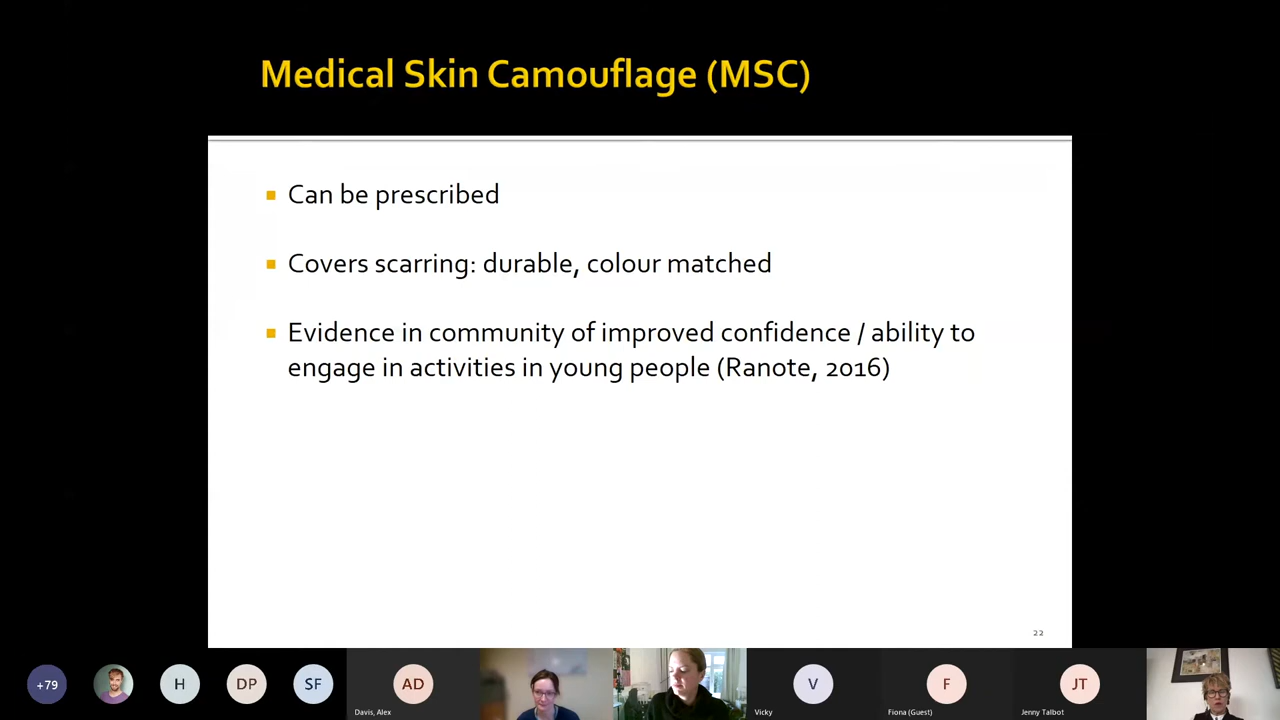 Medical Skin Camouflage (MSC)
Can be prescribed
Covers scarring: durable, colour matched
Evidence in community of improved confidence / ability to
engage in activities in young people (Ranote, 2016)
22
+79
H
DP
SF
AD
Davis, Alex
V
Vicky
F
Fiona (Guest)
JT
Jenny Talbot